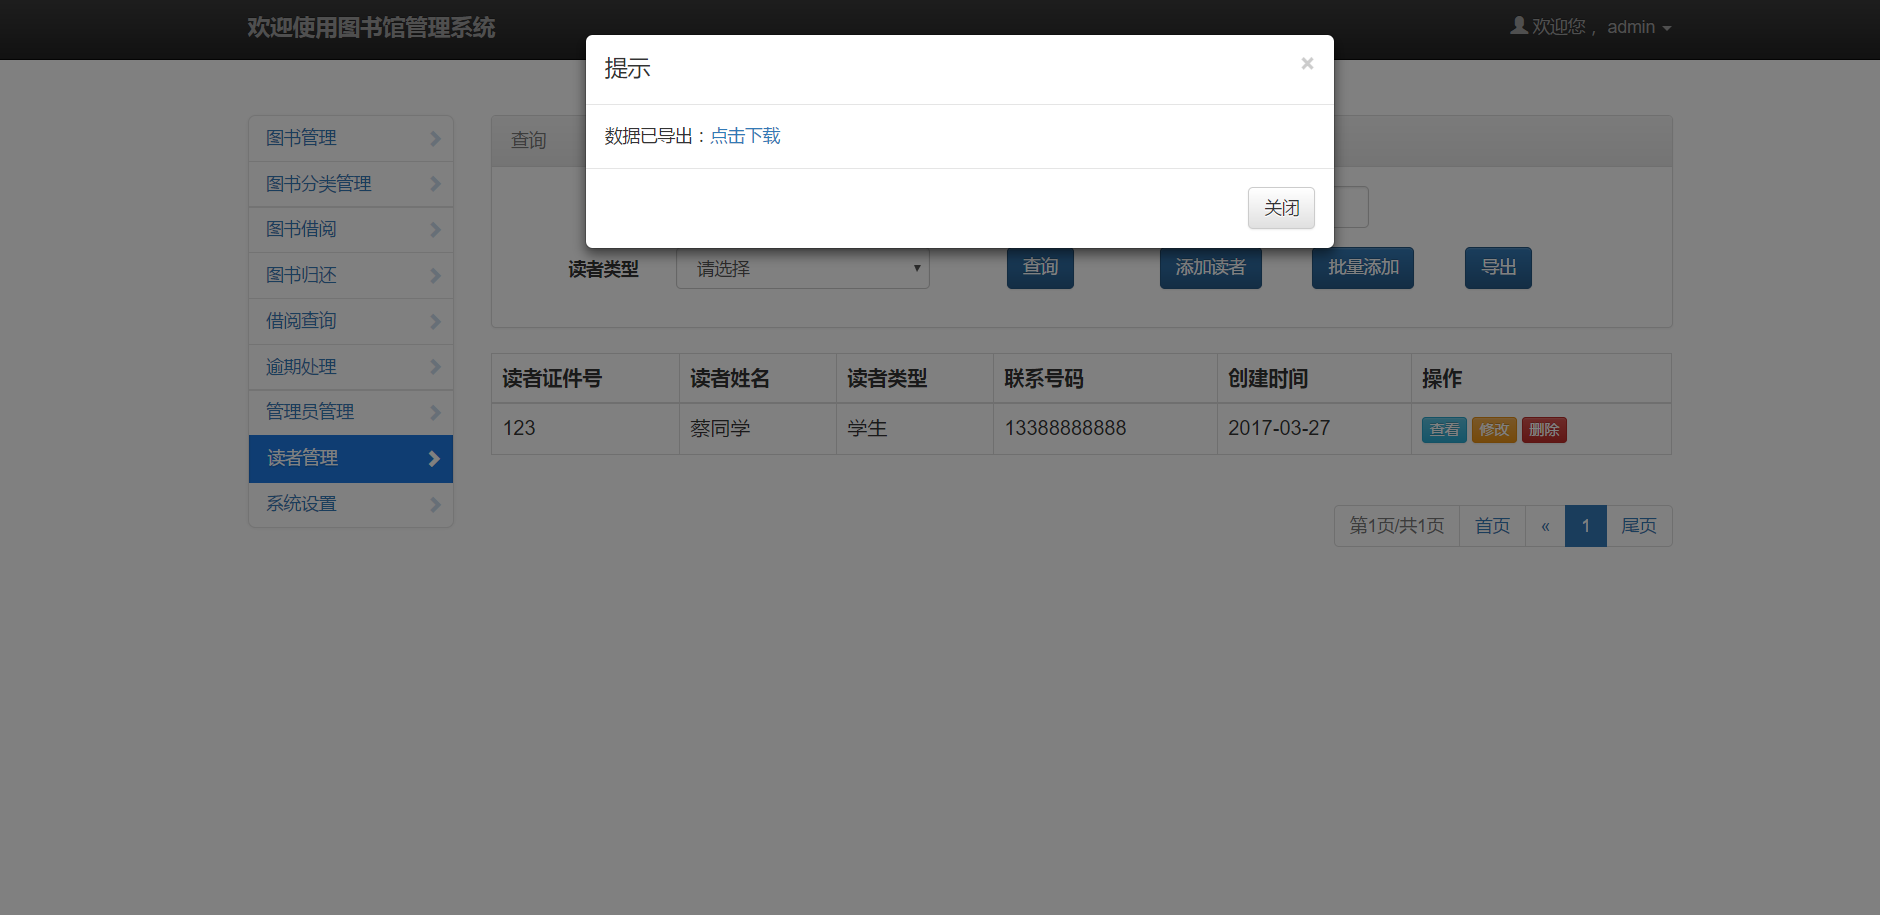 欢迎使用图书馆管理系统
欢迎您， admin
提示
×
数据已导出：点击下载
关闭
图书管理
图书分类管理
图书借阅
图书归还
借阅查询
逾期处理
管理员管理
读者管理
系统设置
查询
读者类型 请选择 查询 添加读者 批量添加 导出
读者证件号 读者姓名 读者类型 联系号码 创建时间 操作
123 蔡同学 学生 13388888888 2017-03-27 查看 修改 删除
第1页/共1页 首页 « 1 尾页